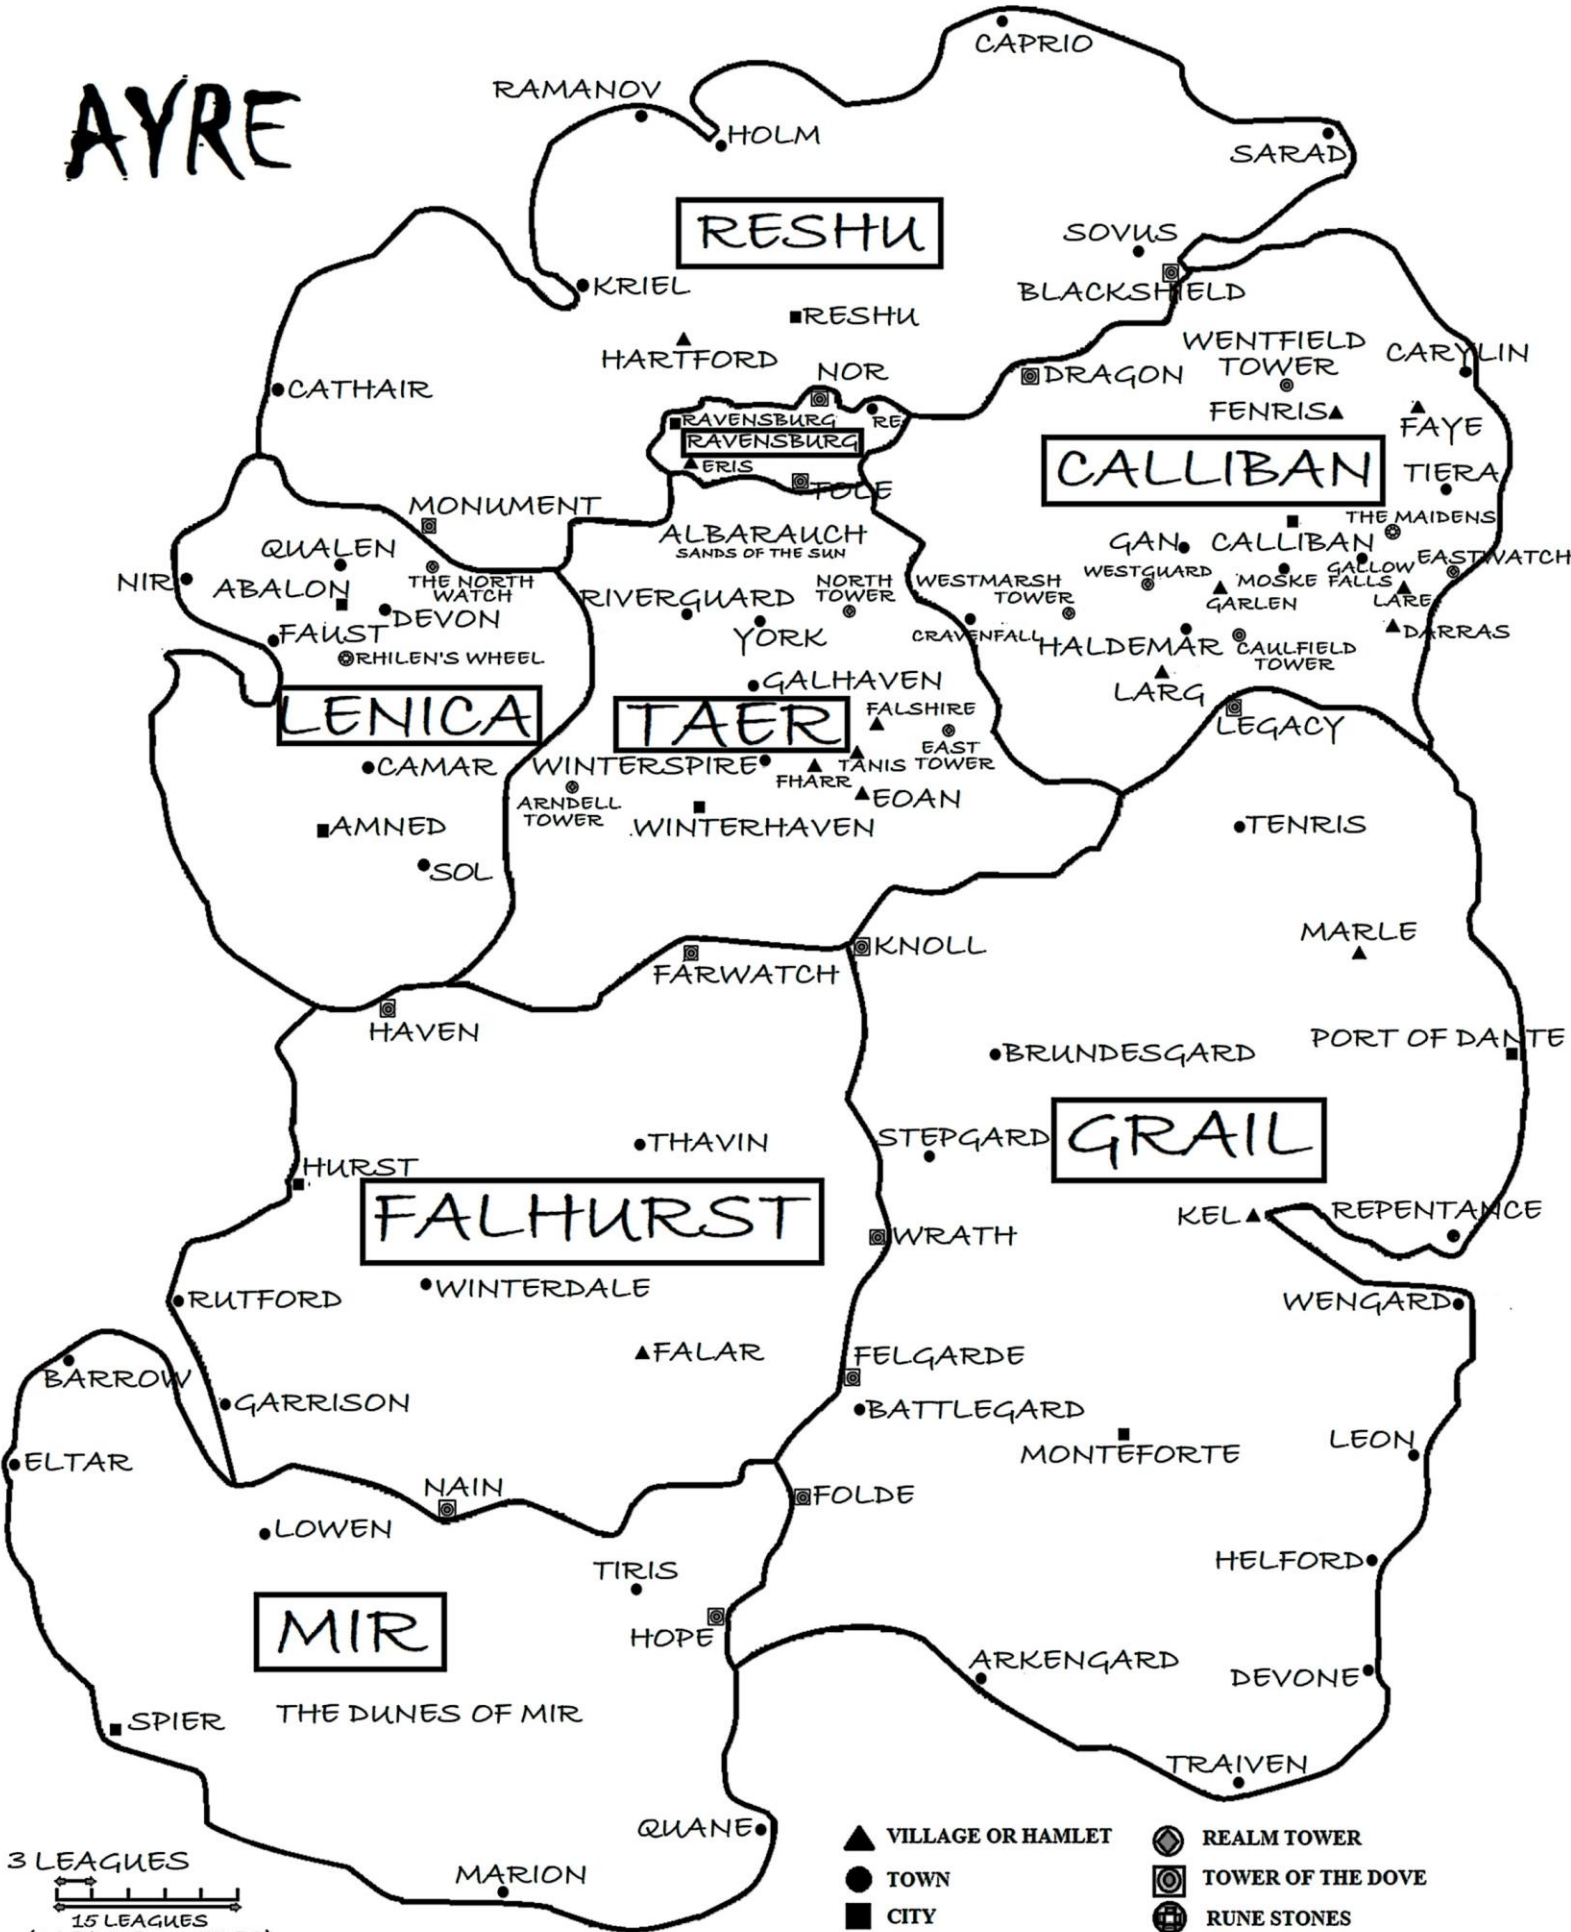 CAPRIO
AYRE
RAMANOV
HOLM
SARAD
RESHU
SOVUS
KRIEL
BLACKSHIELD
RESHU
HARTFORD
WENTFIELD
TOWER
CARYLIN
NOR
DRAGON
CATHAIR
FENRIS
FAYE
RAVENSBURG
RE
RAVENSBURG
ERIS
CALLIBAN
TIERA
TOLE
MONUMENT
ALBARAUCH
SANDS OF THE SUN
THE MAIDENS
GAN
CALLIBAN
QUALEN
EASTWATCH
GALLOW
FALLS
WESTGUARD
MOSKE
NIR
ABALON
THE NORTH
WATCH
NORTH
TOWER
WESTMARSH
TOWER
RIVERGUARD
GARLEN
LARE
DEVON
FAUST
YORK
CRAVENFALL
HALDEMAR
DARRAS
CAULFIELD
TOWER
RHILEN'S WHEEL
GALHAVEN
LARG
LENICA
TAER
FALSHIRE
LEGACY
EAST
TOWER
CAMAR
WINTERSPIRE
TANIS
FHARR
ARNDELL
TOWER
EOAN
AMNED
WINTERHAVEN
TENRIS
SOL
MARLE
KNOLL
FARWATCH
HAVEN
PORT OF DANTE
BRUNDESGARD
STEPGARD
GRAIL
THAVIN
HURST
FALHURST
KEL
REPENTANCE
WRATH
WINTERDALE
RUTFORD
WENGARD
FALAR
FELGARDE
BARROW
GARRISON
BATTLEGARD
MONTEFORTE
LEON
ELTAR
NAIN
FOLDE
LOWEN
HELFORD
TIRIS
MIR
HOPE
ARKENGARD
DEVONE
THE DUNES OF MIR
SPIER
TRAIVEN
QUANE
MARION
3 LEAGUES
15 LEAGUES
VILLAGE OR HAMLET
TOWN
CITY
REALM TOWER
TOWER OF THE DOVE
RUNE STONES